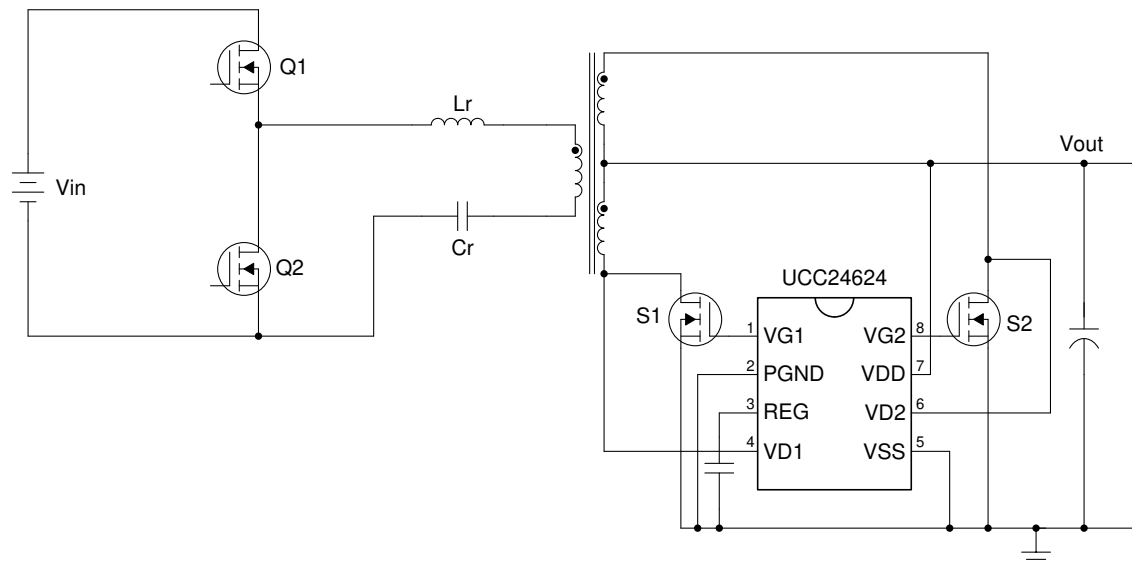 Q1
Lr
Vout
Vin
Cr
Q2
UCC24624
S1
S2
1 VG1 VG2 8
2 PGND VDD 7
3 REG VD2 6
4 VD1 VSS 5